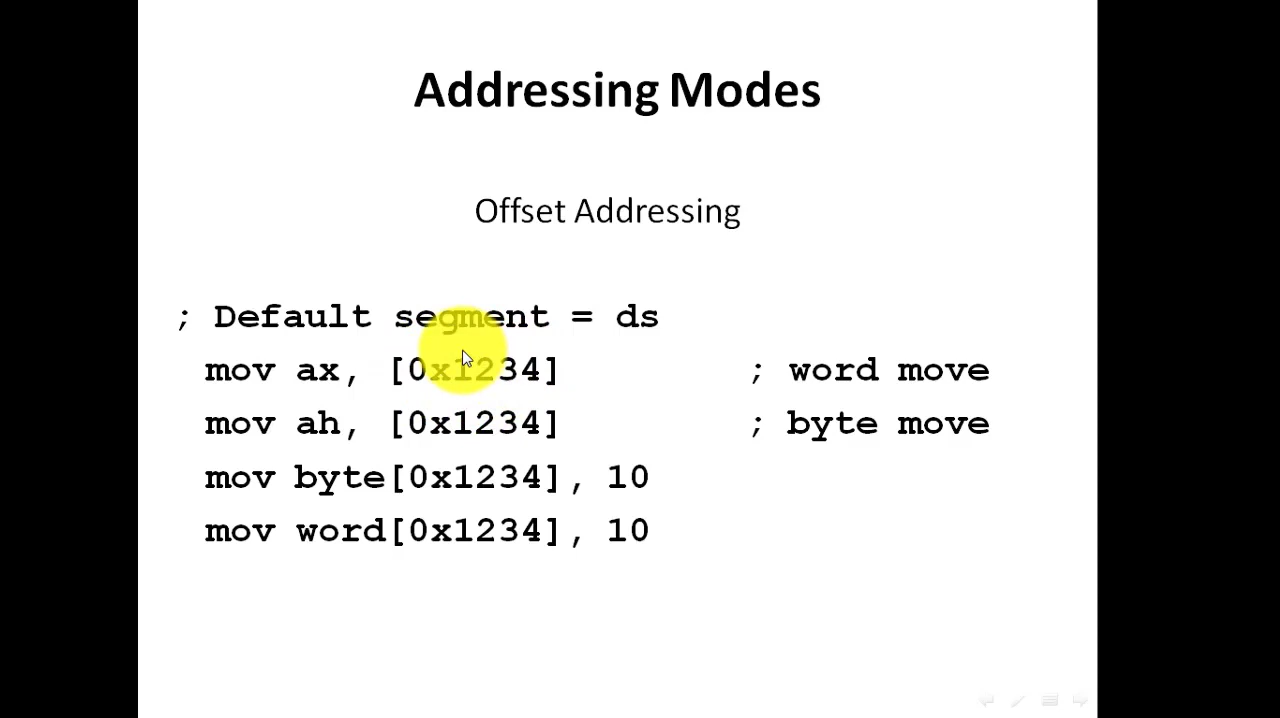 Addressing Modes
Offset Addressing
; Default segment = ds
mov ax, [0x1234] ; word move
mov ah, [0x1234] ; byte move
mov byte[0x1234], 10
mov word[0x1234], 10